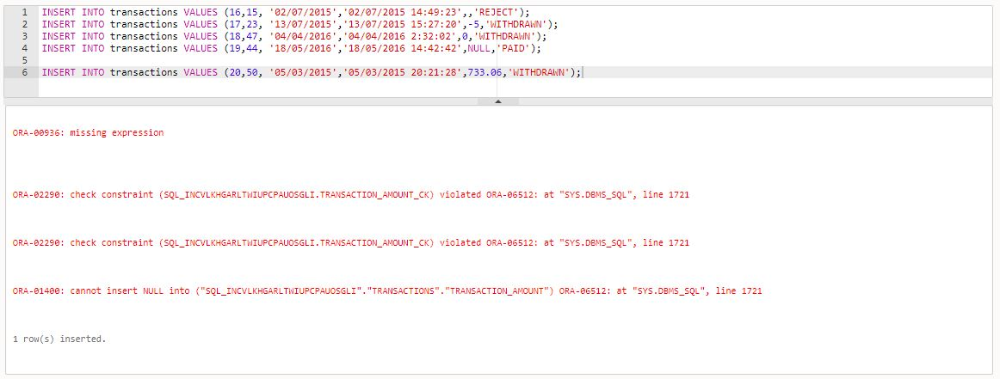 1 INSERT INTO transactions VALUES (16,15, '02/07/2015','02/07/2015 14:49:23',,'REJECT');
2 INSERT INTO transactions VALUES (17,23, '13/07/2015','13/07/2015 15:27:20',-5,'WITHDRAWN');
3 INSERT INTO transactions VALUES (18,47, '04/04/2016','04/04/2016 2:32:02',0,'WITHDRAWN');
4 INSERT INTO transactions VALUES (19,44, '18/05/2016','18/05/2016 14:42:42',NULL,'PAID');
5
6 INSERT INTO transactions VALUES (20,50, '05/03/2015','05/03/2015 20:21:28',733.06,'WITHDRAWN');
ORA-00936: missing expression
ORA-02290: check constraint (SQL_INCVLKHGARLTWIUPCPAUOSGLI.TRANSACTION_AMOUNT_CK) violated ORA-06512: at "SYS.DBMS_SQL", line 1721
ORA-02290: check constraint (SQL_INCVLKHGARLTWIUPCPAUOSGLI.TRANSACTION_AMOUNT_CK) violated ORA-06512: at "SYS.DBMS_SQL", line 1721
ORA-01400: cannot insert NULL into ("SQL_INCVLKHGARLTWIUPCPAUOSGLI"."TRANSACTIONS"."TRANSACTION_AMOUNT") ORA-06512: at "SYS.DBMS_SQL", line 1721
1 row(s) inserted.